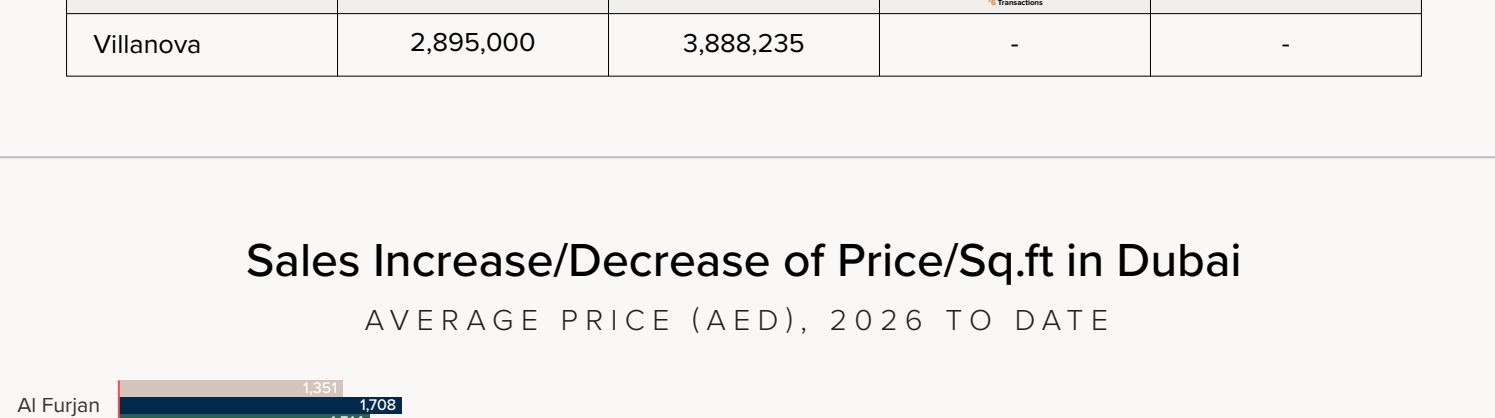 *6 Transactions
Villanova 2,895,000 3,888,235 - -
Sales Increase/Decrease of Price/Sq.ft in Dubai
AVERAGE PRICE (AED), 2026 TO DATE
1,351
Al Furjan 1,708